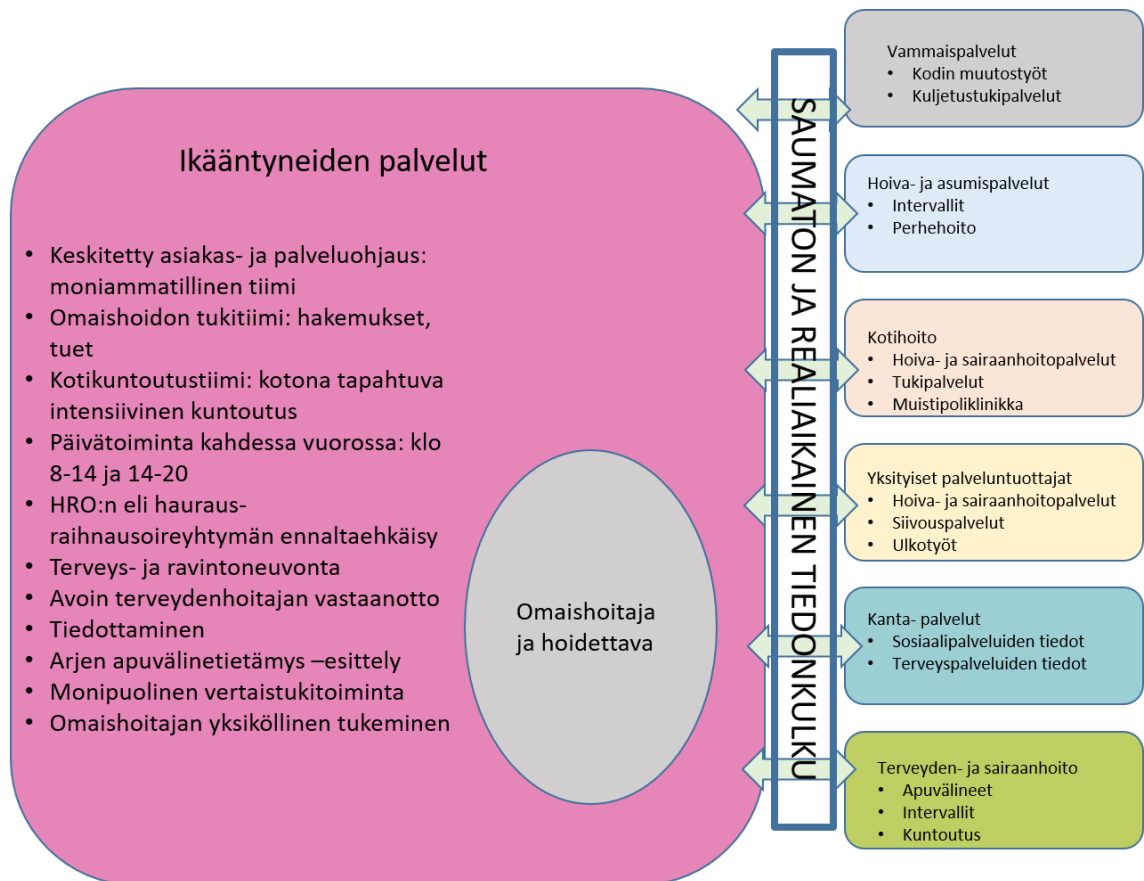 Ikääntyneiden palvelut
• Keskitetty asiakas- ja palveluohjaus:
moniammatillinen tiimi
• Omaishoidon tukitiimi: hakemukset,
tuet
• Kotikuntoutustiimi: kotona tapahtuva
intensiivinen kuntoutus
• Päivätoiminta kahdessa vuorossa: klo
8-14 ja 14-20
• HRO:n eli hauraus-
raihnausoireyhtymän ennaltaehkäisy
• Terveys- ja ravintoneuvonta
• Avoin terveydenhoitajan vastaanotto
• Tiedottaminen
• Arjen apuvälinetietämys –esittely
• Monipuolinen vertaistukitoiminta
• Omaishoitajan yksiköllinen tukeminen
Omaishoitaja
ja hoidettava
SAUMATON JA REALIAIKAINEN TIEDONKULKU
Vammaispalvelut
• Kodin muutostyöt
• Kuljetustukipalvelut
Hoiva- ja asumispalvelut
• Intervallit
• Perhehoito
Kotihoito
• Hoiva- ja sairaanhoitopalvelut
• Tukipalvelut
• Muistipoliklinikka
Yksityiset palveluntuottajat
• Hoiva- ja sairaanhoitopalvelut
• Siivouspalvelut
• Ulkotyöt
Kanta- palvelut
• Sosiaalipalveluiden tiedot
• Terveyspalveluiden tiedot
Terveyden- ja sairaanhoito
• Apuvälineet
• Intervallit
• Kuntoutus